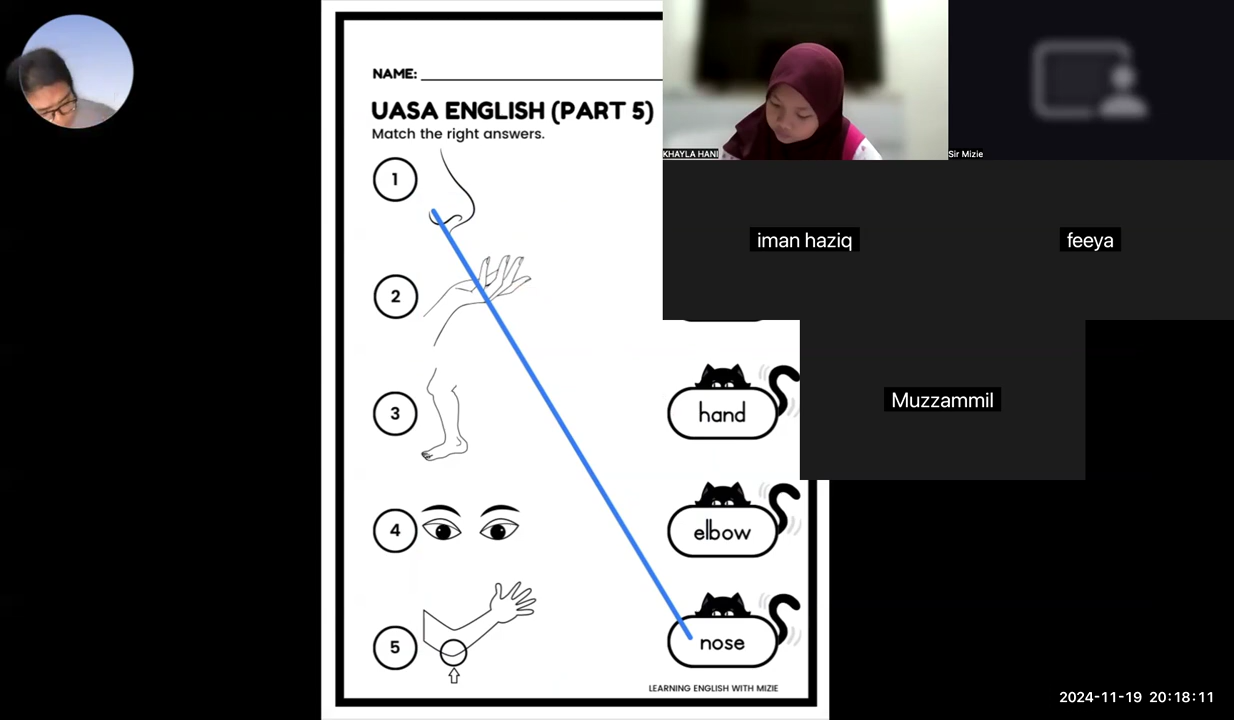 NAME:
UASA ENGLISH (PART 5)
Match the right answers.
1
2
3
4
5
hand
elbow
nose
LEARNING ENGLISH WITH MIZIE
KHAYLA HANI
Sir Mizie
iman haziq
feeya
Muzzammil
2024-11-19 20:18:11